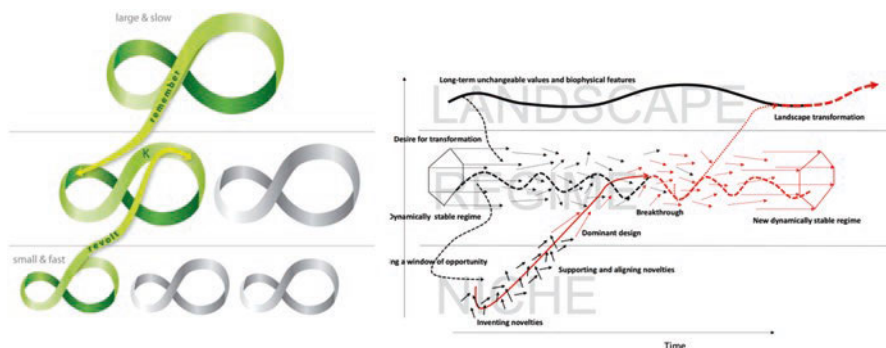 large & slow
remember
K
revolt
small & fast
Long-term unchangeable values and biophysical features
LANDSCAPE
Landscape transformation
Desire for transformation
REGIME
Dynamically stable regime
Breakthrough
New dynamically stable regime
Dominant design
ing a window of opportunity
Supporting and aligning novelties
NICHE
Inventing novelties
Time